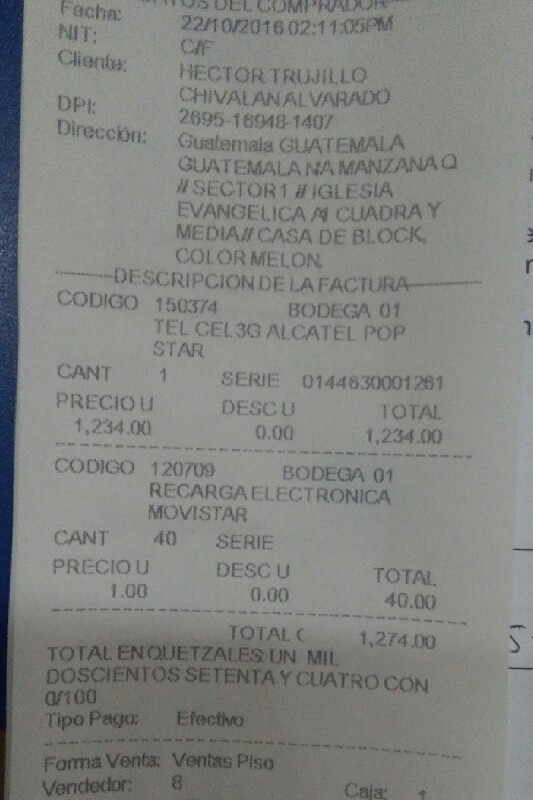 DATOS DEL COMPRADOR
Fecha: 22/10/2016 02:11:05PM
NIT: C/F
Cliente: HECTOR TRUJILLO
CHIVALAN ALVARADO
DPI: 2695-16948-1407
Dirección: Guatemala GUATEMALA
GUATEMALA NA MANZANA Q
// SECTOR 1 // IGLESIA
EVANGELICA A CUADRA Y
MEDIA// CASA DE BLOCK,
COLOR MELON,
DESCRIPCION DE LA FACTURA
CODIGO 150374 BODEGA 01
TEL CEL 3G ALCATEL POP
STAR
CANT 1 SERIE 0144630001261
PRECIO U DESC U TOTAL
1,234.00 0.00 1,234.00
CODIGO 120709 BODEGA 01
RECARGA ELECTRONICA
MOVISTAR
CANT 40 SERIE
PRECIO U DESC U TOTAL
1.00 0.00 40.00
TOTAL Q 1,274.00
TOTAL EN QUETZALES: UN MIL
DOSCIENTOS SETENTA Y CUATRO CON
0/100
Tipo Pago: Efectivo
Forma Venta: Ventas Piso
Vendedor: 8 Caja: 1